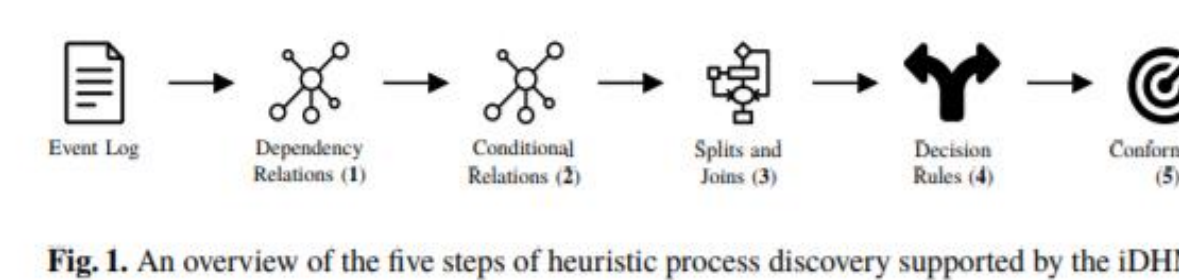 Event Log
Dependency
Relations (1)
Conditional
Relations (2)
Splits and
Joins (3)
Decision
Rules (4)
(5)
Fig. 1. An overview of the five steps of heuristic process discovery supported by the